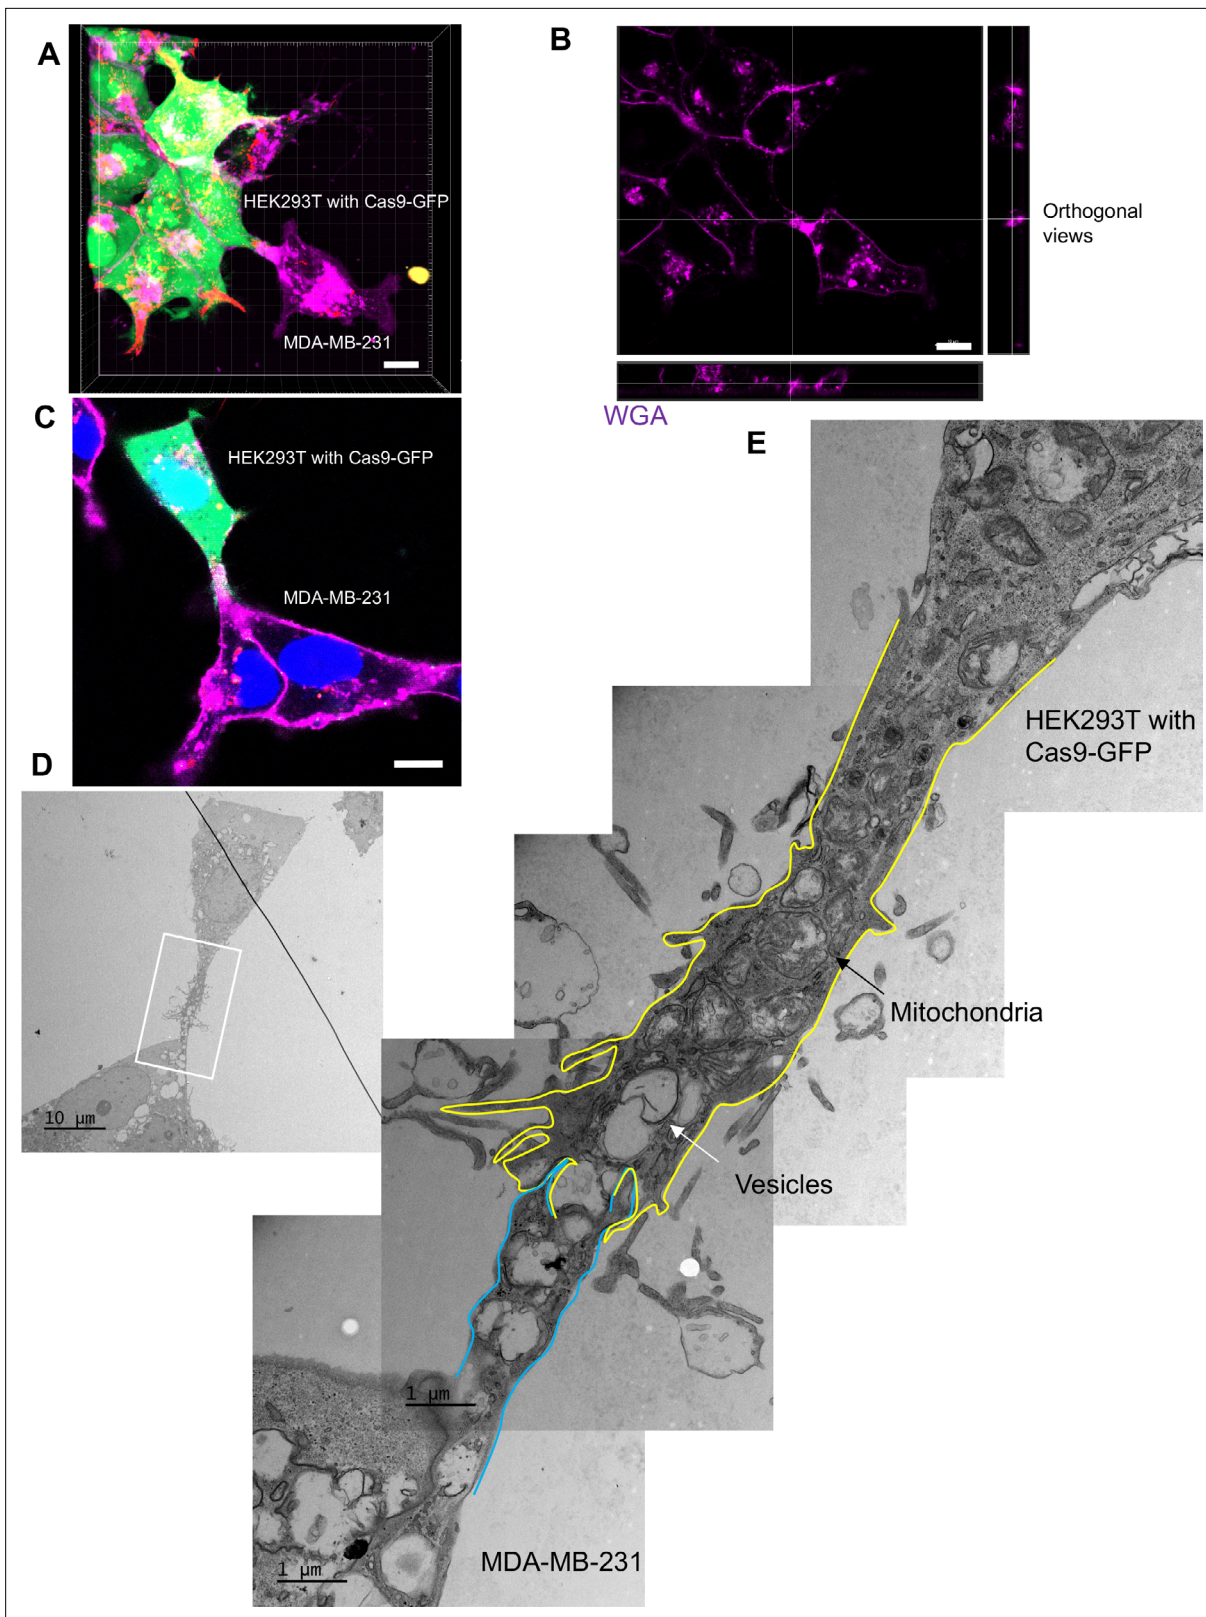 A
HEK293T with Cas9-GFP
MDA-MB-231
B
Orthogonal
views
WGA
C
HEK293T with Cas9-GFP
MDA-MB-231
D
10 µm
E
HEK293T with
Cas9-GFP
Mitochondria
Vesicles
1 µm
1 µm
MDA-MB-231